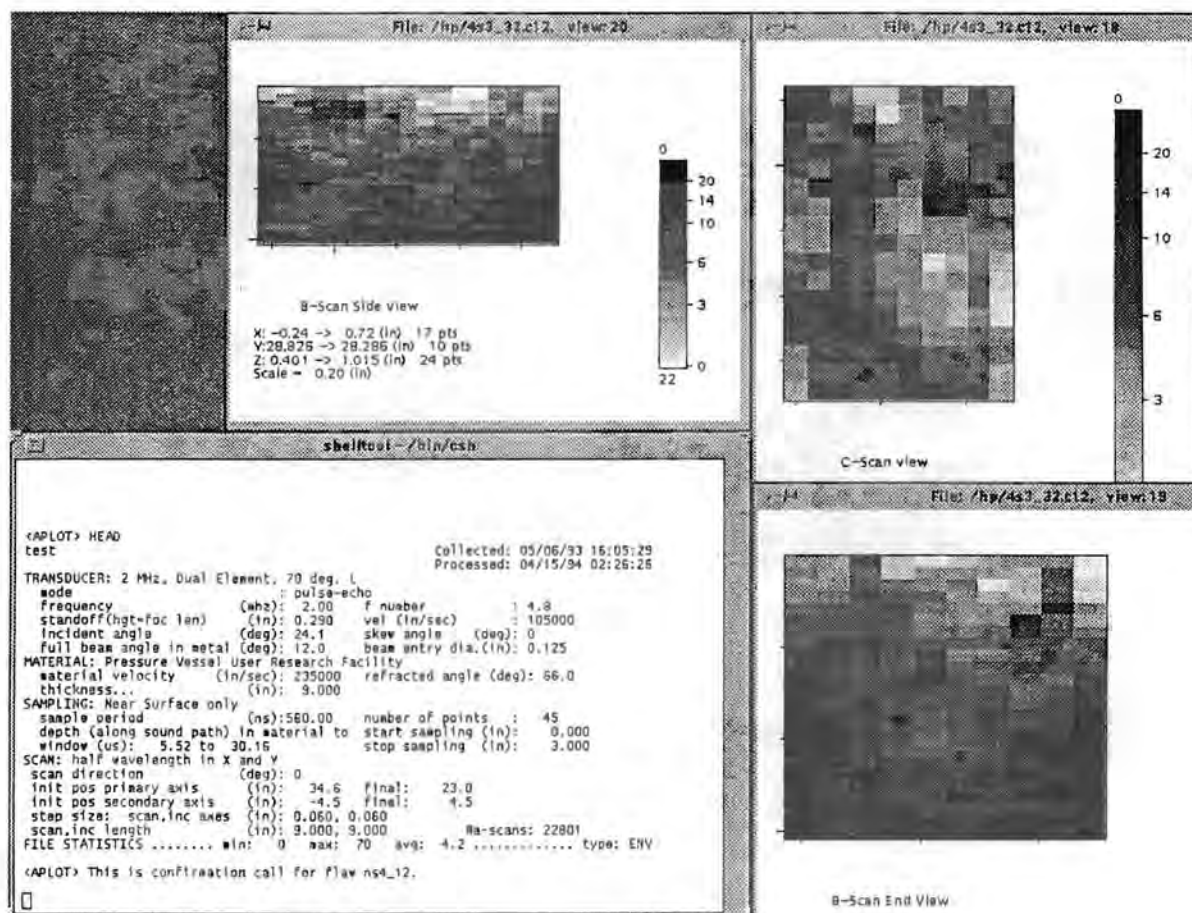 File: /hp/4s3_32.c12, view:20
0
20
14
10
6
3
0
22
B-Scan Side View
X: -0.24 -> 0.72 (in) 17 pts
Y:28.826 -> 28.286 (in) 10 pts
Z: 0.401 -> 1.015 (in) 24 pts
Scale = 0.20 (in)
File: /hp/4s3_32.c12, view:18
0
20
14
10
6
3
C-Scan view
shelltool - /bin/csh
<APLOT> HEAD
test Collected: 05/06/93 16:05:29
Processed: 04/15/94 02:26:26
TRANSDUCER: 2 MHz, Dual Element, 70 deg. L
mode : pulse-echo
frequency (mhz): 2.00 f number : 4.8
standoff(hgt=foc len) (in): 0.290 vel (in/sec) : 105000
incident angle (deg): 24.1 skew angle (deg): 0
full beam angle in metal (deg): 12.0 beam entry dia.(in): 0.125
MATERIAL: Pressure Vessel User Research Facility
material velocity (in/sec): 235000 refracted angle (deg): 66.0
thickness... (in): 9.000
SAMPLING: Near Surface only
sample period (ns):560.00 number of points : 45
depth (along sound path) in material to start sampling (in): 0.000
window (us): 5.52 to 30.16 stop sampling (in): 3.000
SCAN: half wavelength in X and Y
scan direction (deg): 0
init pos primary axis (in): 34.6 final: 23.0
init pos secondary axis (in): -4.5 final: 4.5
step size: scan,inc axes (in): 0.060, 0.060
scan,inc length (in): 9.000, 9.000 #a-scans: 22801
FILE STATISTICS ........ min: 0 max: 70 avg: 4.2 ............. type: ENV
<APLOT> This is confirmation call for flaw ns4_12.
File: /hp/4s3_32.c12, view:19
B-Scan End View